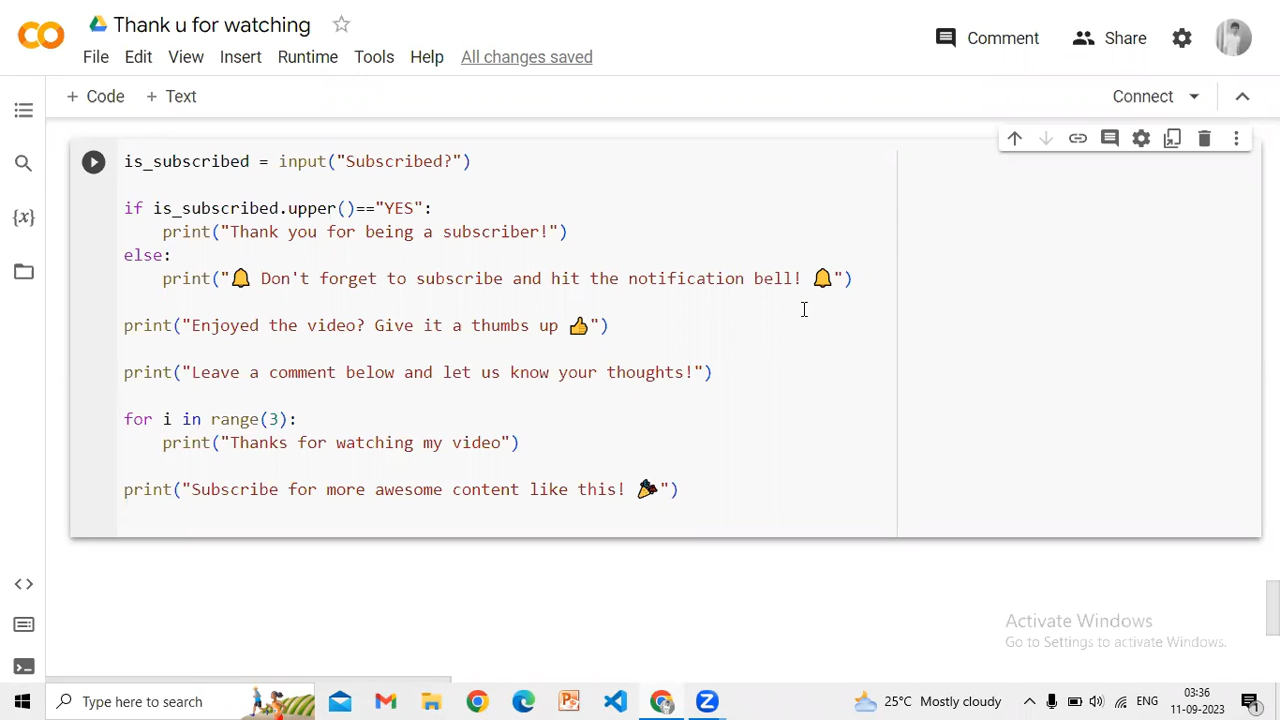 Thank u for watching
File Edit View Insert Runtime Tools Help All changes saved
Comment Share
+ Code + Text
Connect
is_subscribed = input("Subscribed?")
if is_subscribed.upper()=="YES":
print("Thank you for being a subscriber!")
else:
print("🔔 Don't forget to subscribe and hit the notification bell! 🔔")
print("Enjoyed the video? Give it a thumbs up 👍")
print("Leave a comment below and let us know your thoughts!")
for i in range(3):
print("Thanks for watching my video")
print("Subscribe for more awesome content like this! 🎉")
Activate Windows
Go to Settings to activate Windows.
Type here to search
25°C Mostly cloudy
ENG
03:36
11-09-2023
1